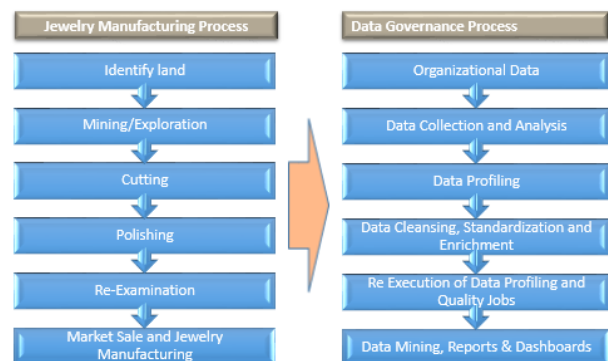 Jewelry Manufacturing Process
Identify land
Mining/Exploration
Cutting
Polishing
Re-Examination
Market Sale and Jewelry
Manufacturing
Data Governance Process
Organizational Data
Data Collection and Analysis
Data Profiling
Data Cleansing, Standardization and
Enrichment
Re Execution of Data Profiling and
Quality Jobs
Data Mining, Reports & Dashboards